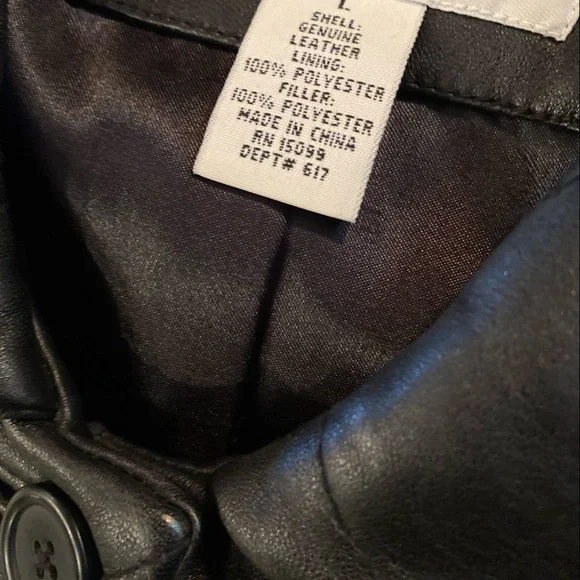 L
SHELL:
GENUINE
LEATHER
LINING:
100% POLYESTER
FILLER:
100% POLYESTER
MADE IN CHINA
RN 15099
DEPT# 617